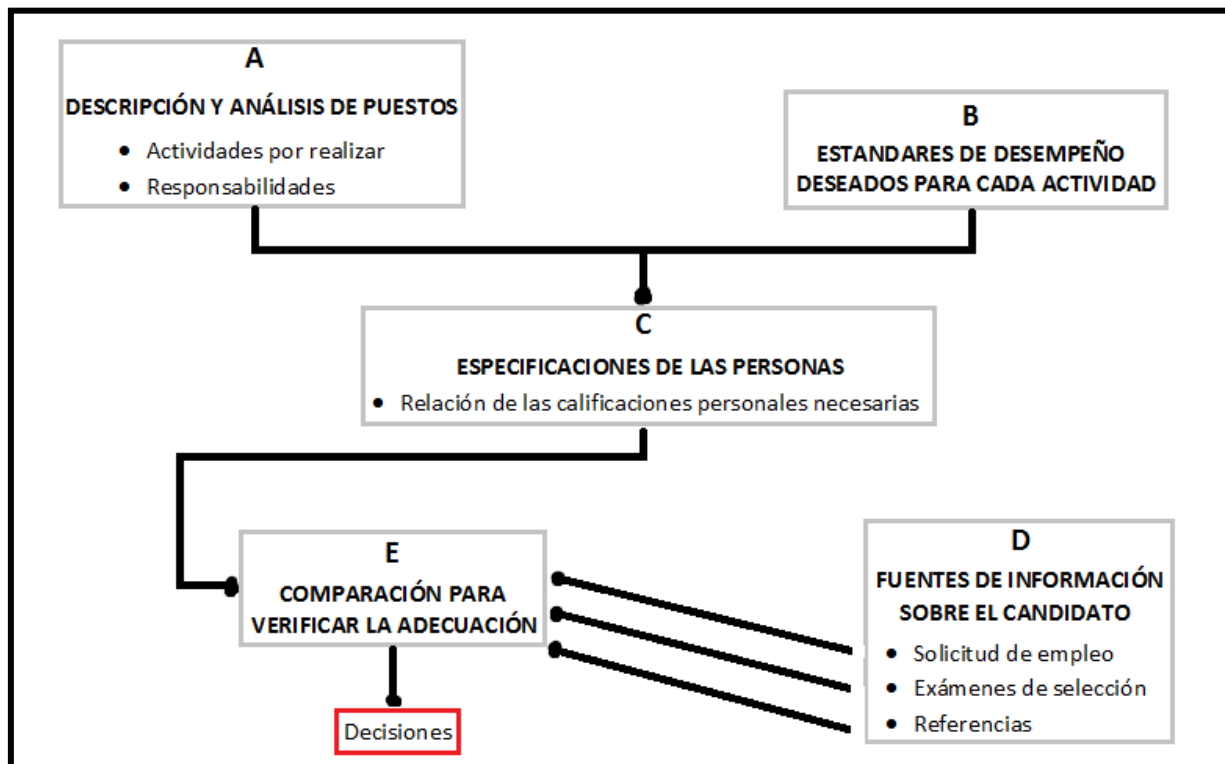 A
DESCRIPCIÓN Y ANÁLISIS DE PUESTOS
• Actividades por realizar
• Responsabilidades
B
ESTANDARES DE DESEMPEÑO
DESEADOS PARA CADA ACTIVIDAD
C
ESPECIFICACIONES DE LAS PERSONAS
• Relación de las calificaciones personales necesarias
E
COMPARACIÓN PARA
VERIFICAR LA ADECUACIÓN
D
FUENTES DE INFORMACIÓN
SOBRE EL CANDIDATO
• Solicitud de empleo
• Exámenes de selección
• Referencias
Decisiones